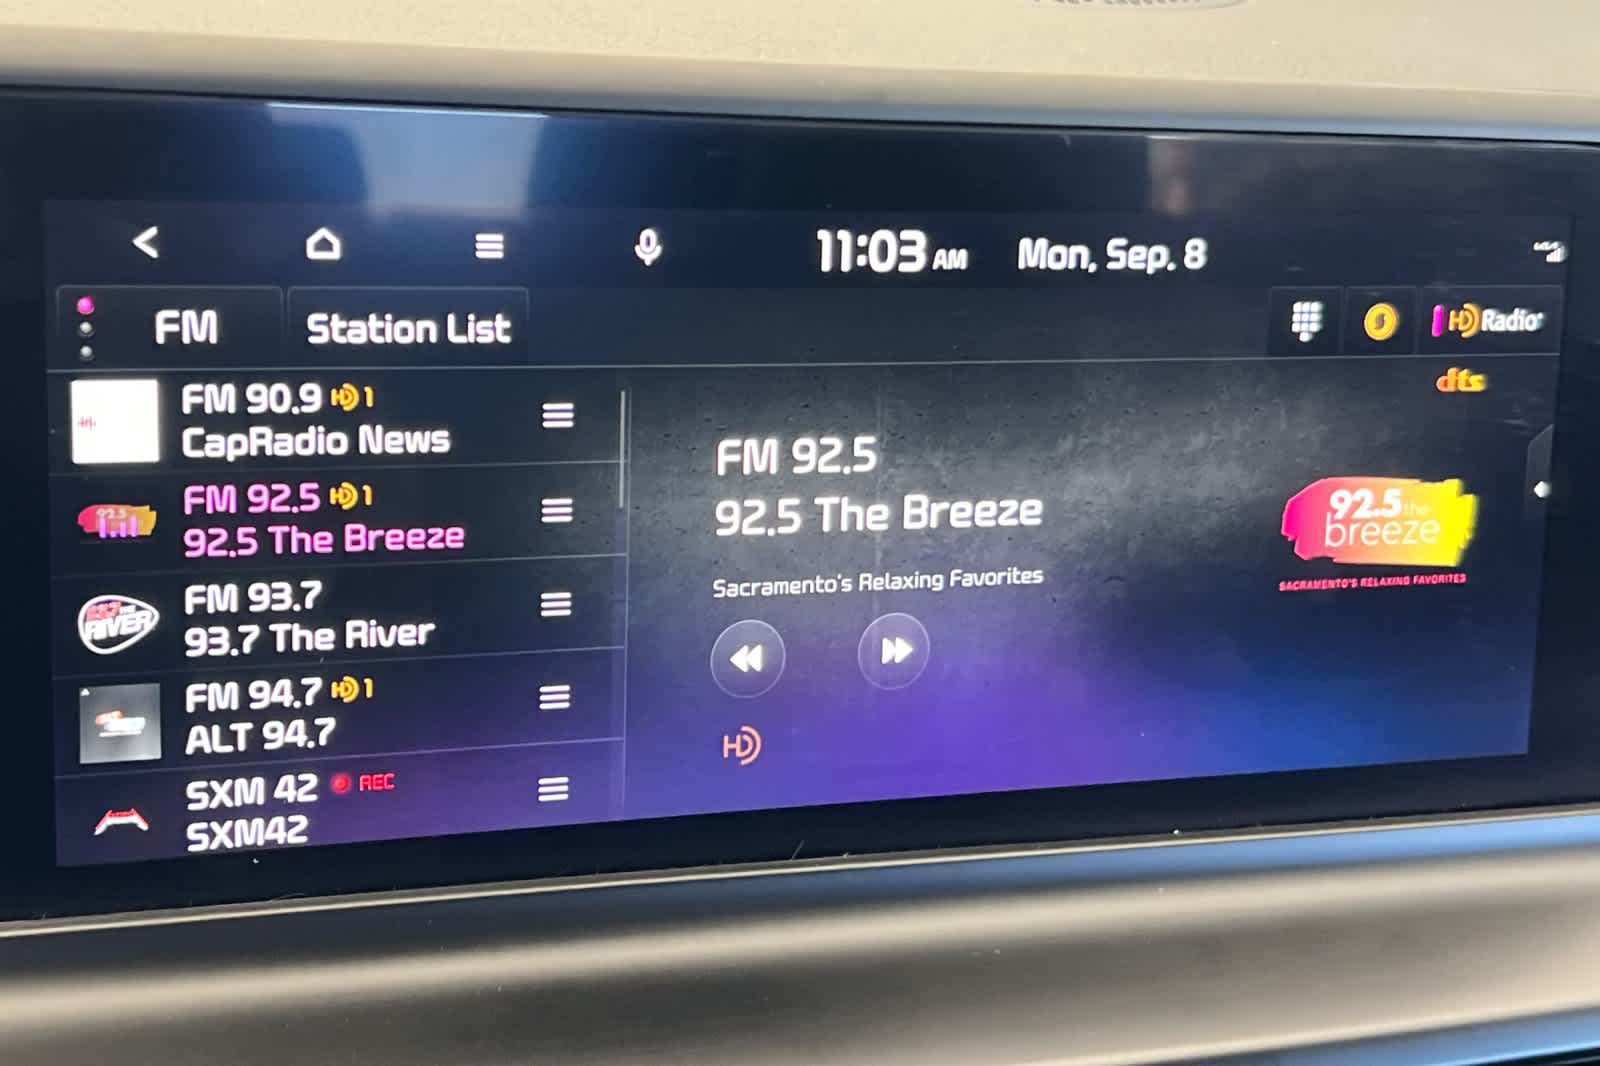 11:03 AM
Mon, Sep. 8
FM
Station List
HD Radio
dts
FM 90.9 HD 1
CapRadio News
FM 92.5 HD 1
92.5 The Breeze
92.5
FM 93.7
93.7 The River
RIVER
FM 94.7 HD 1
ALT 94.7
SXM 42 REC
SXM42
FM 92.5
92.5 The Breeze
Sacramento's Relaxing Favorites
HD
92.5 the
breeze
SACRAMENTO'S RELAXING FAVORITES